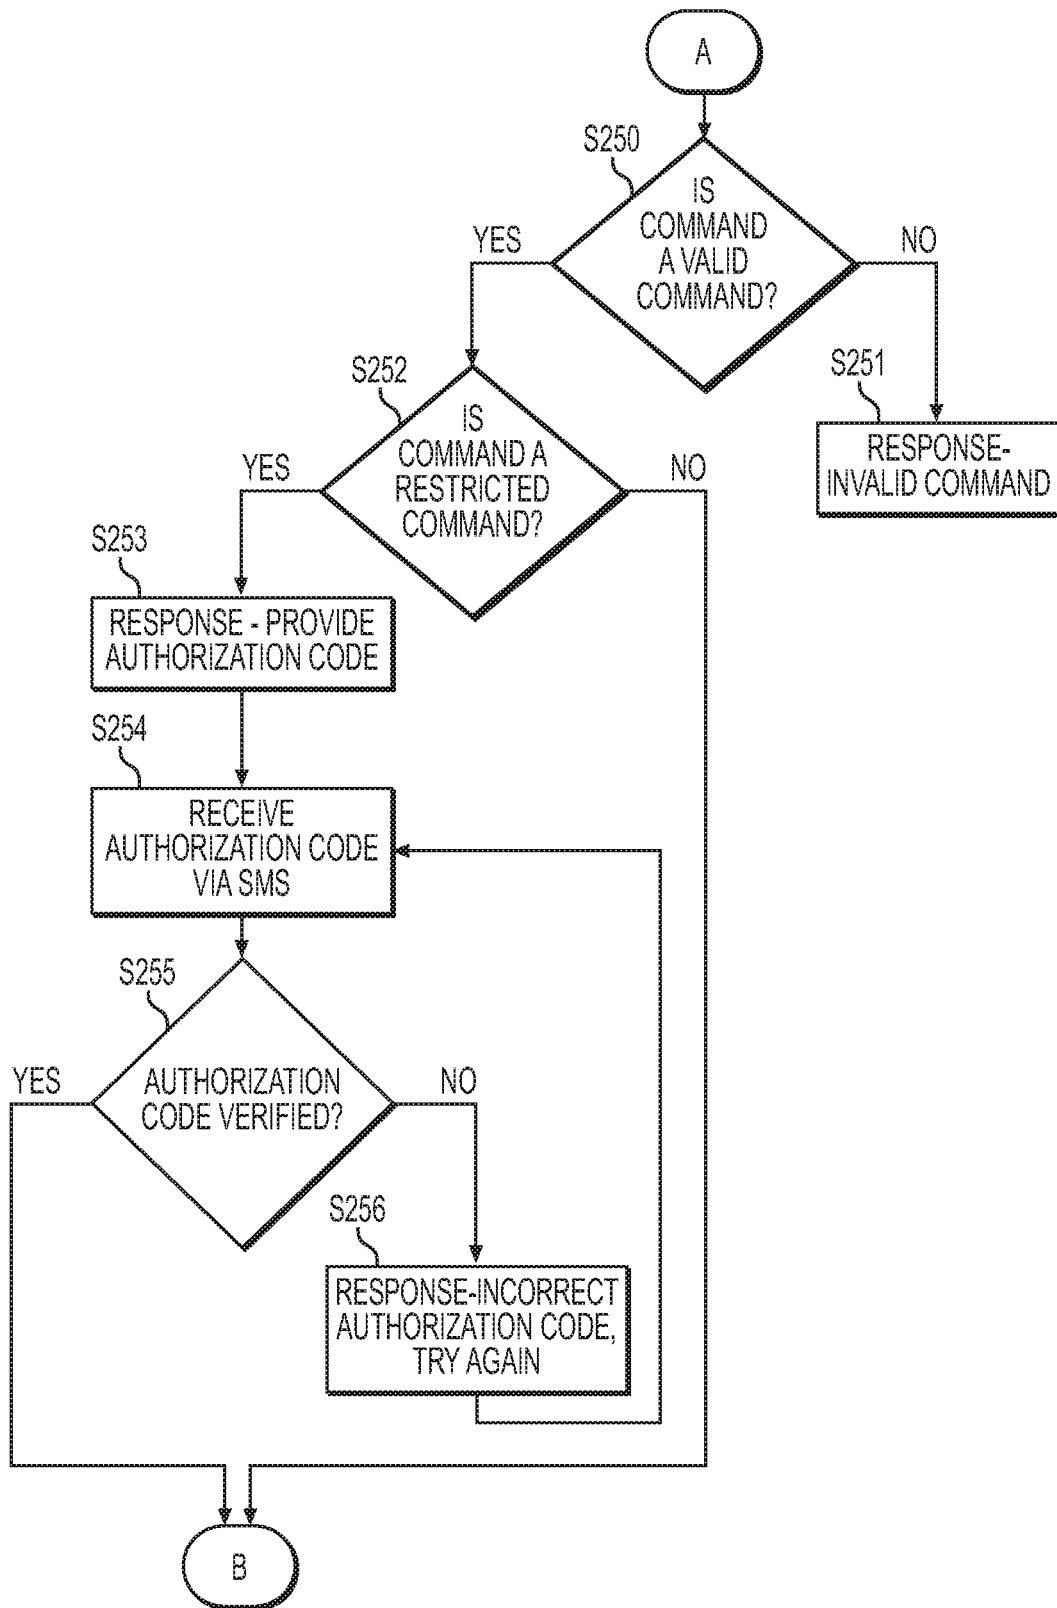 A
S250
IS
COMMAND
A VALID
COMMAND?
YES
NO
S251
RESPONSE-
INVALID COMMAND
S252
IS
COMMAND A
RESTRICTED
COMMAND?
YES
NO
S253
RESPONSE - PROVIDE
AUTHORIZATION CODE
S254
RECEIVE
AUTHORIZATION CODE
VIA SMS
S255
AUTHORIZATION
CODE VERIFIED?
YES
NO
S256
RESPONSE-INCORRECT
AUTHORIZATION CODE,
TRY AGAIN
B